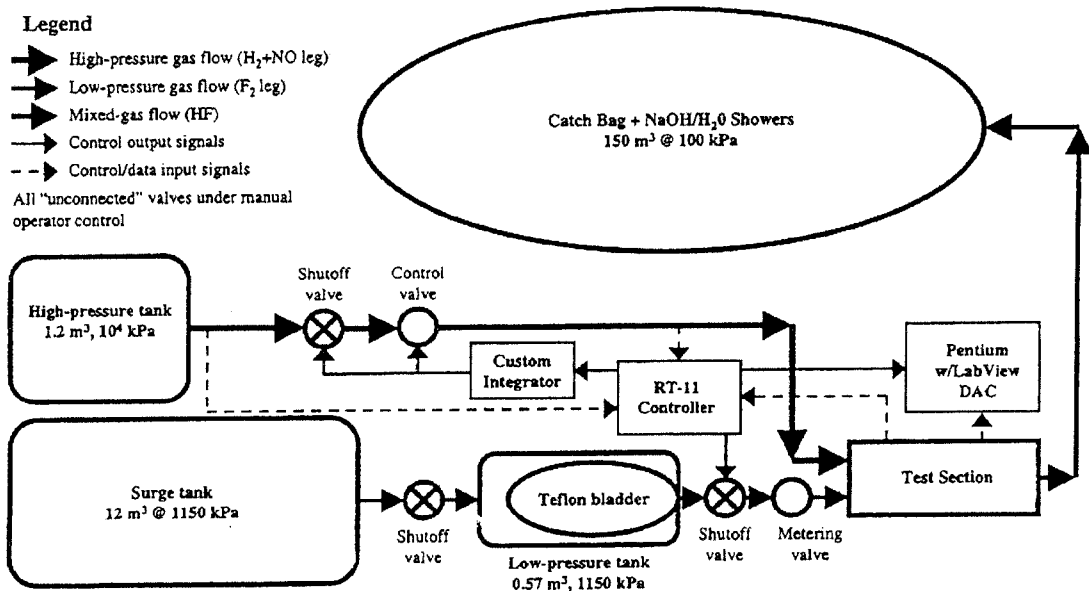 Legend
High-pressure gas flow (H2+NO leg)
Low-pressure gas flow (F2 leg)
Mixed-gas flow (HF)
Control output signals
Control/data input signals
All "unconnected" valves under manual
operator control
Catch Bag + NaOH/H20 Showers
150 m³ @ 100 kPa
High-pressure tank
1.2 m³, 10⁴ kPa
Shutoff
valve
Control
valve
Custom
Integrator
RT-11
Controller
Pentium
w/LabView
DAC
Surge tank
12 m³ @ 1150 kPa
Shutoff
valve
Teflon bladder
Low-pressure tank
0.57 m³, 1150 kPa
Shutoff
valve
Metering
valve
Test Section